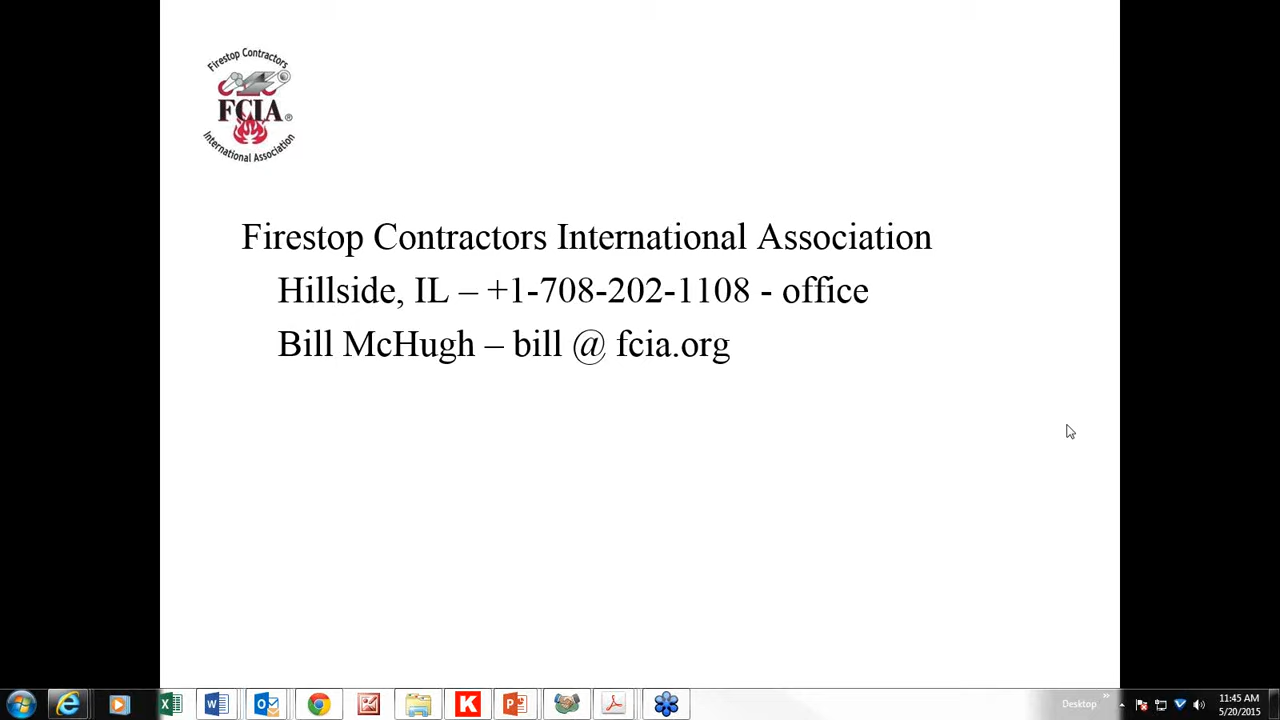 Firestop Contractors
FCIA®
International Association
Firestop Contractors International Association
Hillside, IL – +1-708-202-1108 - office
Bill McHugh – bill @ fcia.org
Desktop
11:45 AM
5/20/2015